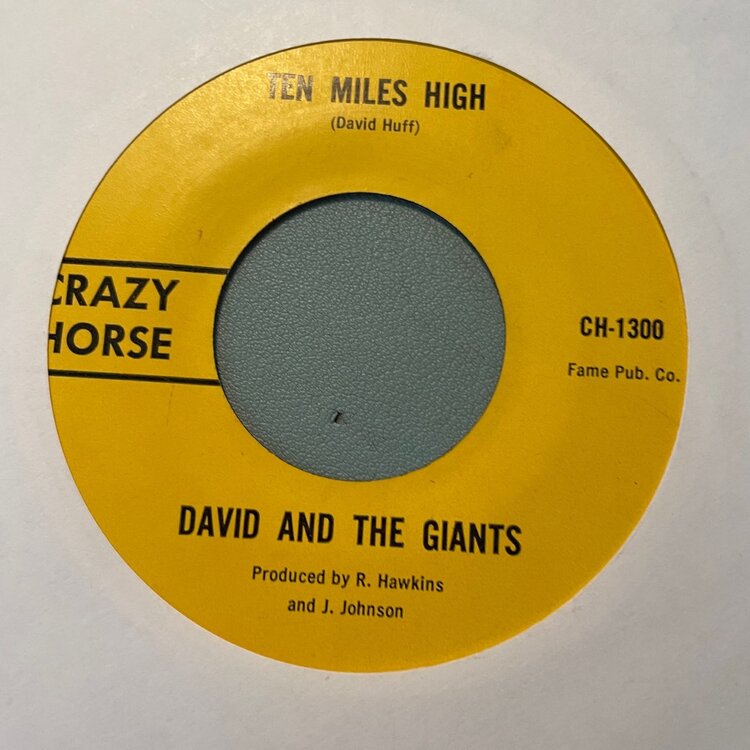 TEN MILES HIGH
(David Huff)
CRAZY
HORSE
CH-1300
Fame Pub. Co.
DAVID AND THE GIANTS
Produced by R. Hawkins
and J. Johnson